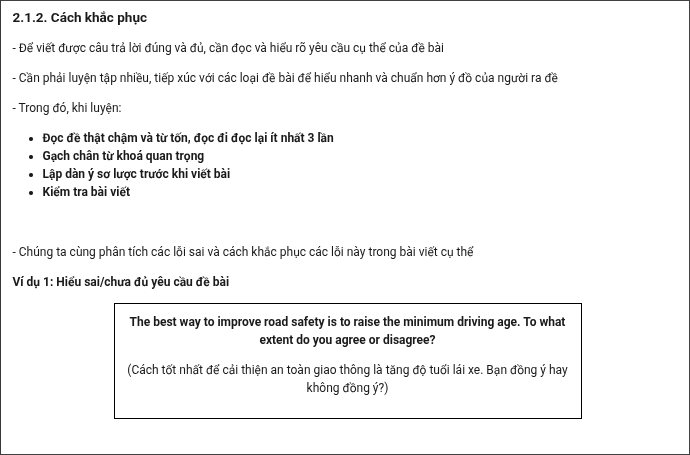 2.1.2. Cách khắc phục
- Để viết được câu trả lời đúng và đủ, cần đọc và hiểu rõ yêu cầu cụ thể của đề bài
- Cần phải luyện tập nhiều, tiếp xúc với các loại đề bài để hiểu nhanh và chuẩn hơn ý đồ của người ra đề
- Trong đó, khi luyện:
• Đọc đề thật chậm và từ tốn, đọc đi đọc lại ít nhất 3 lần
• Gạch chân từ khoá quan trọng
• Lập dàn ý sơ lược trước khi viết bài
• Kiểm tra bài viết
- Chúng ta cùng phân tích các lỗi sai và cách khắc phục các lỗi này trong bài viết cụ thể
Ví dụ 1: Hiểu sai/chưa đủ yêu cầu đề bài
The best way to improve road safety is to raise the minimum driving age. To what
extent do you agree or disagree?
(Cách tốt nhất để cải thiện an toàn giao thông là tăng độ tuổi lái xe. Bạn đồng ý hay
không đồng ý?)